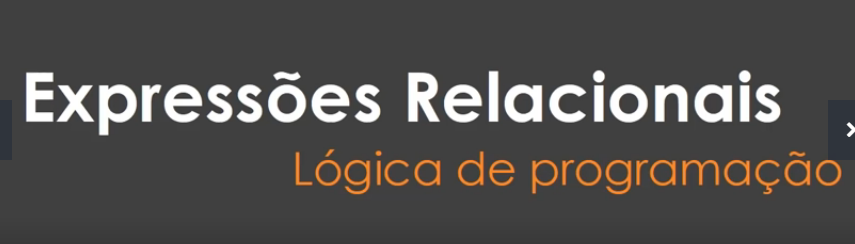 Expressões Relacionais
Lógica de programação